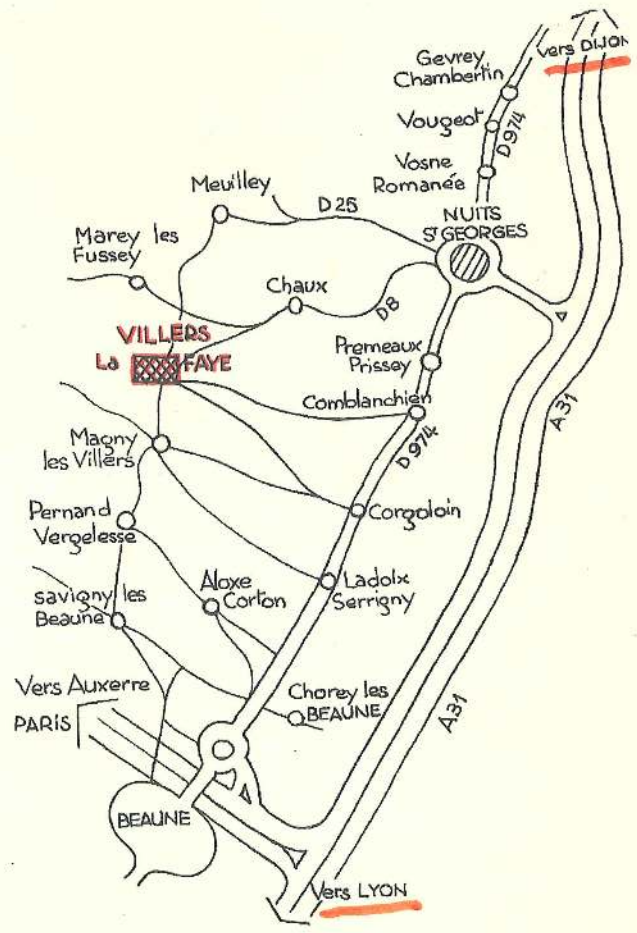 vers DIJON
Gevrey
Chambertin
Vougeot
D974
Vosne
Romanée
Meuilley
D25
NUITS
St GEORGES
Marey les
Fussey
Chaux
D8
VILLERS
La FAYE
Premeaux
Prissey
Comblanchien
A31
D974
Magny
les Villers
Corgoloin
Pernand
Vergelesse
Aloxe
Corton
Ladoix
Serrigny
savigny les
Beaune
Vers Auxerre
PARIS
Chorey les
BEAUNE
A31
BEAUNE
Vers LYON